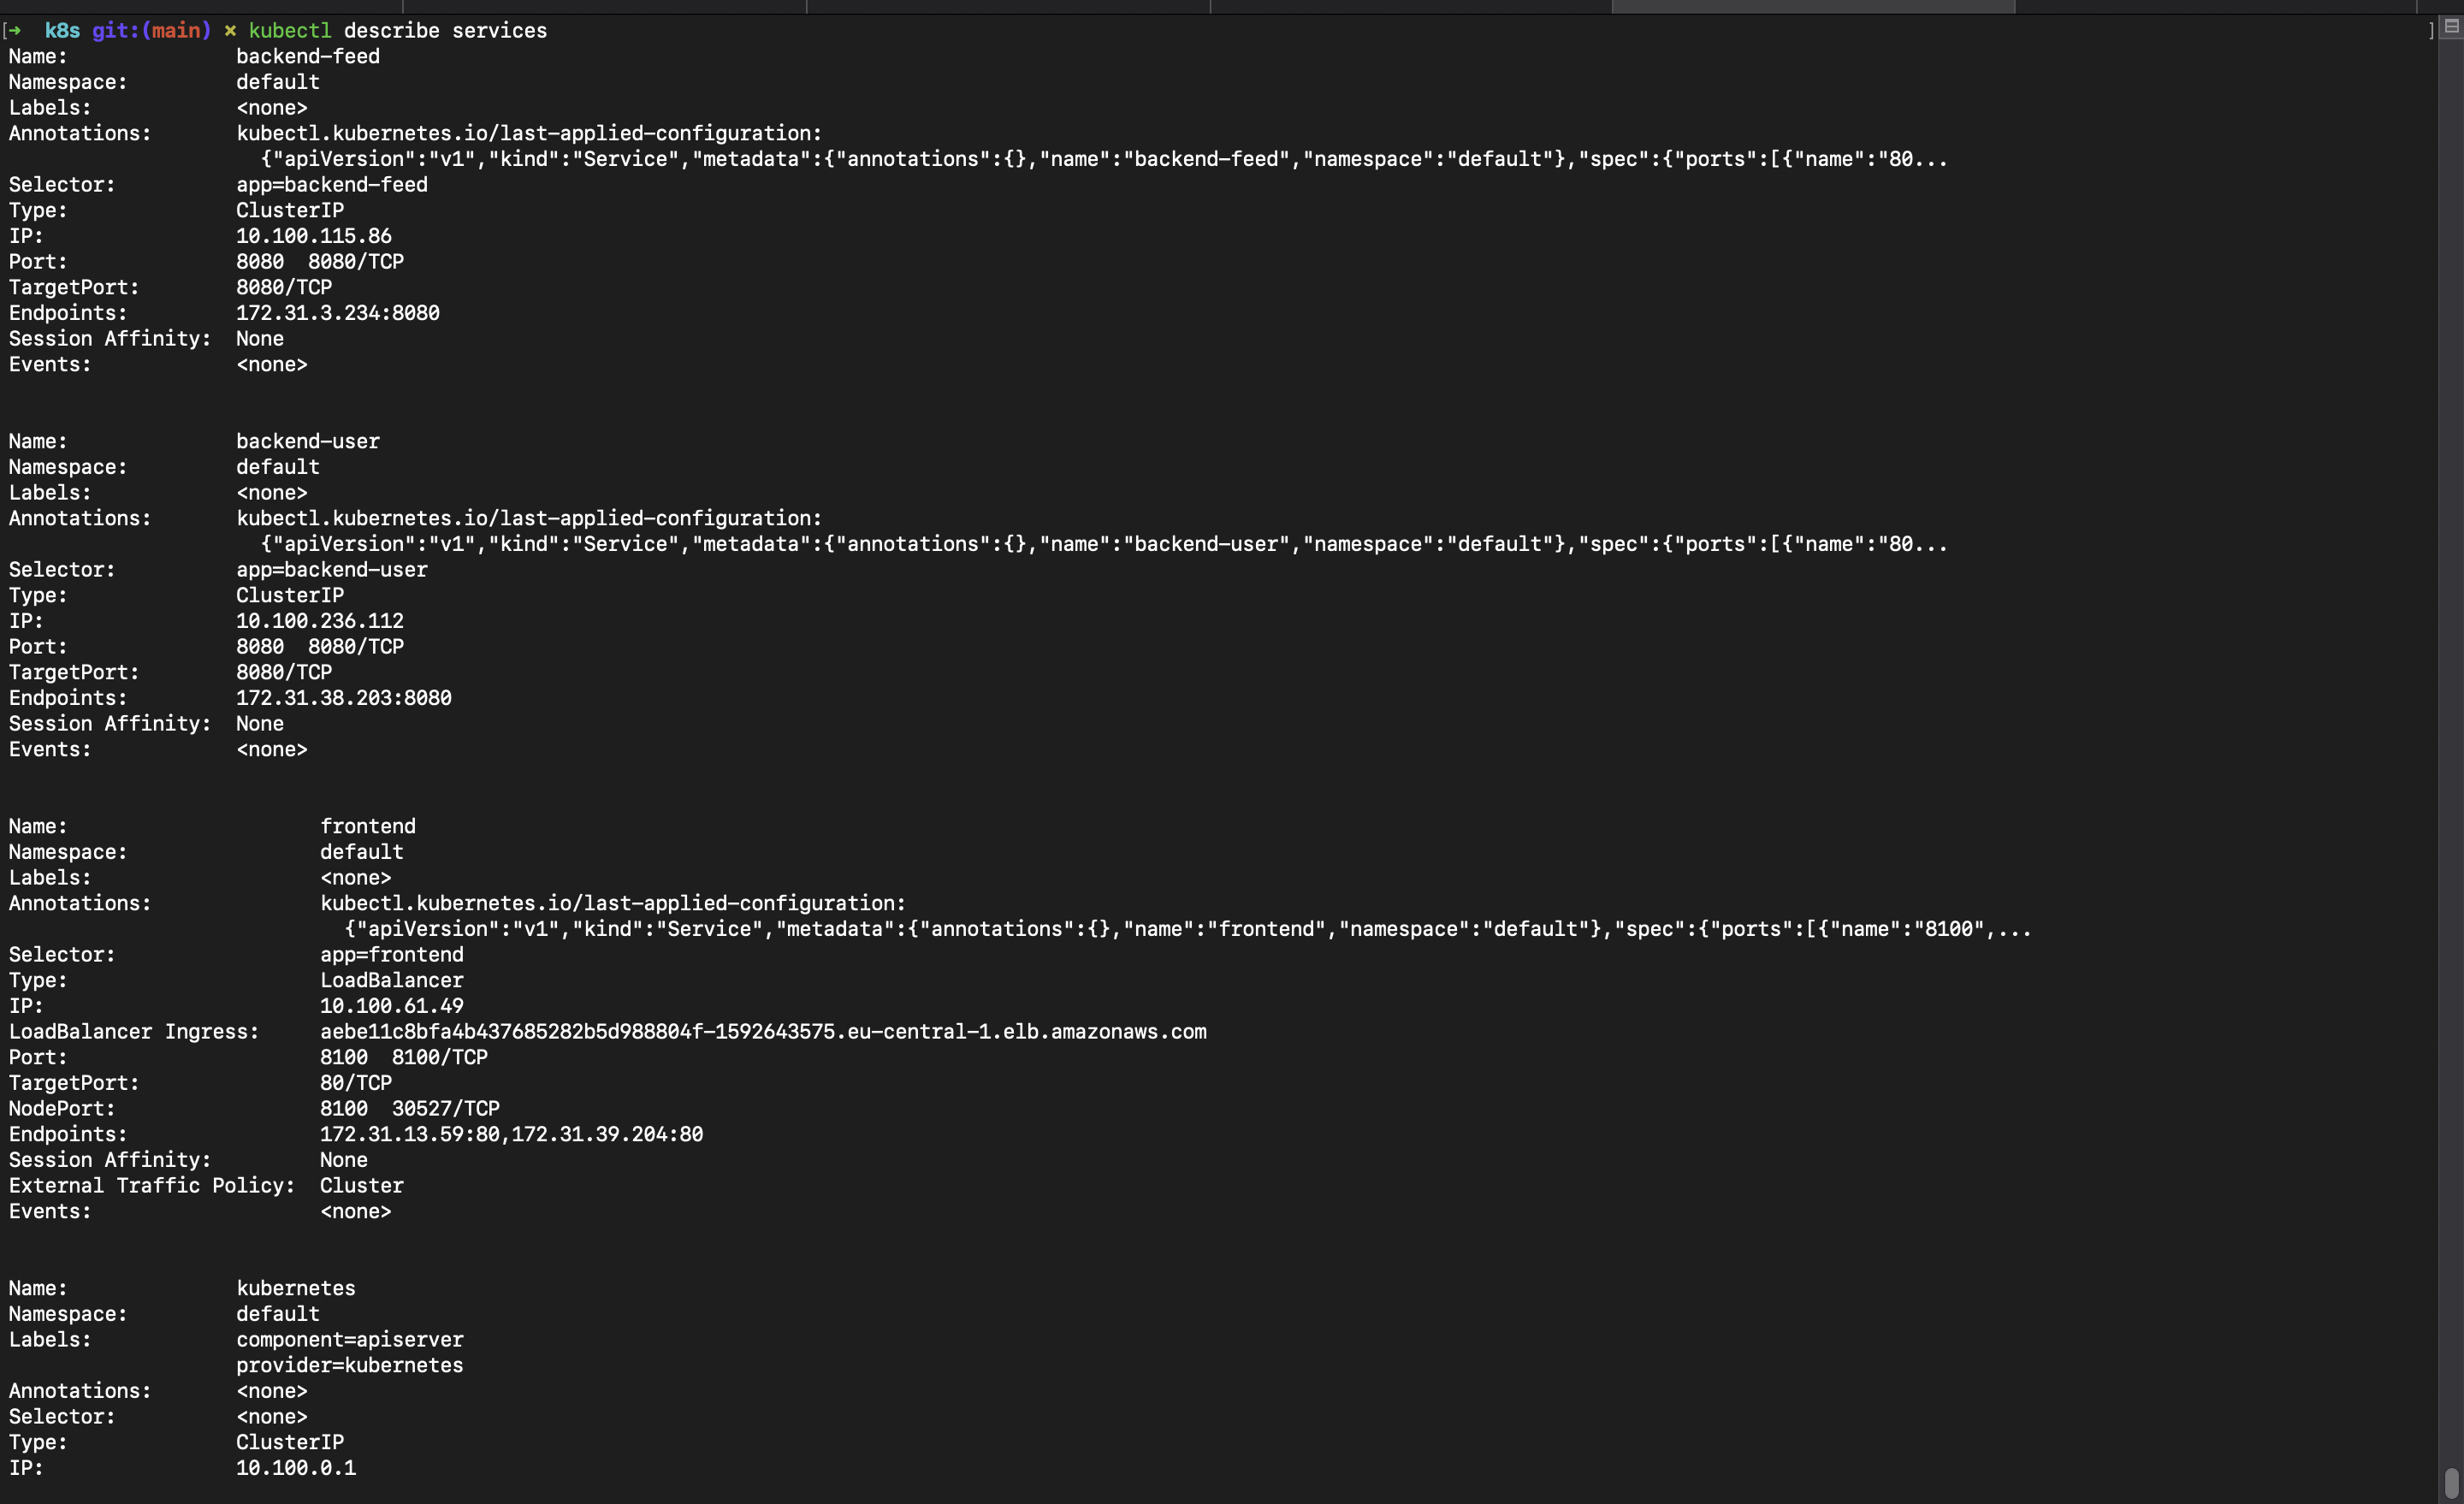 [➜  k8s git:(main) ✗ kubectl describe services ]
Name:              backend-feed
Namespace:         default
Labels:            <none>
Annotations:       kubectl.kubernetes.io/last-applied-configuration:
                     {"apiVersion":"v1","kind":"Service","metadata":{"annotations":{},"name":"backend-feed","namespace":"default"},"spec":{"ports":[{"name":"80...
Selector:          app=backend-feed
Type:              ClusterIP
IP:                10.100.115.86
Port:              8080  8080/TCP
TargetPort:        8080/TCP
Endpoints:         172.31.3.234:8080
Session Affinity:  None
Events:            <none>
Name:              backend-user
Namespace:         default
Labels:            <none>
Annotations:       kubectl.kubernetes.io/last-applied-configuration:
                     {"apiVersion":"v1","kind":"Service","metadata":{"annotations":{},"name":"backend-user","namespace":"default"},"spec":{"ports":[{"name":"80...
Selector:          app=backend-user
Type:              ClusterIP
IP:                10.100.236.112
Port:              8080  8080/TCP
TargetPort:        8080/TCP
Endpoints:         172.31.38.203:8080
Session Affinity:  None
Events:            <none>
Name:                     frontend
Namespace:                default
Labels:                   <none>
Annotations:              kubectl.kubernetes.io/last-applied-configuration:
                            {"apiVersion":"v1","kind":"Service","metadata":{"annotations":{},"name":"frontend","namespace":"default"},"spec":{"ports":[{"name":"8100",...
Selector:                 app=frontend
Type:                     LoadBalancer
IP:                       10.100.61.49
LoadBalancer Ingress:     aebe11c8bfa4b437685282b5d988804f-1592643575.eu-central-1.elb.amazonaws.com
Port:                     8100  8100/TCP
TargetPort:               80/TCP
NodePort:                 8100  30527/TCP
Endpoints:                172.31.13.59:80,172.31.39.204:80
Session Affinity:         None
External Traffic Policy:  Cluster
Events:                   <none>
Name:              kubernetes
Namespace:         default
Labels:            component=apiserver
                   provider=kubernetes
Annotations:       <none>
Selector:          <none>
Type:              ClusterIP
IP:                10.100.0.1